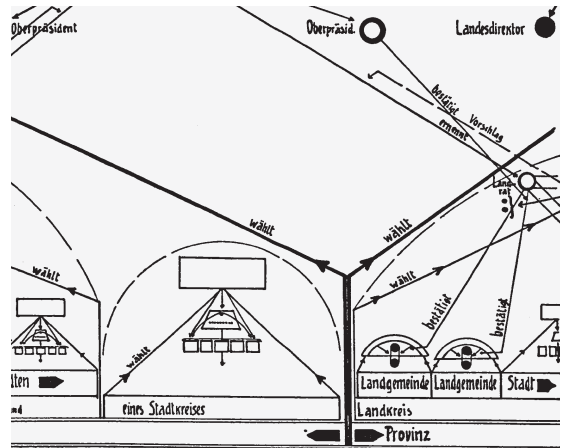 Oberpräsident
Oberpräsid.
Landesdirektor
bestätigt
Vorschlag
ernennt
Land-
rat
wählt
wählt
wählt
wählt
wählt
bestätigt
bestätigt
Landgemeinde
Landgemeinde
Stadt
eines Stadtkreises
Landkreis
Provinz